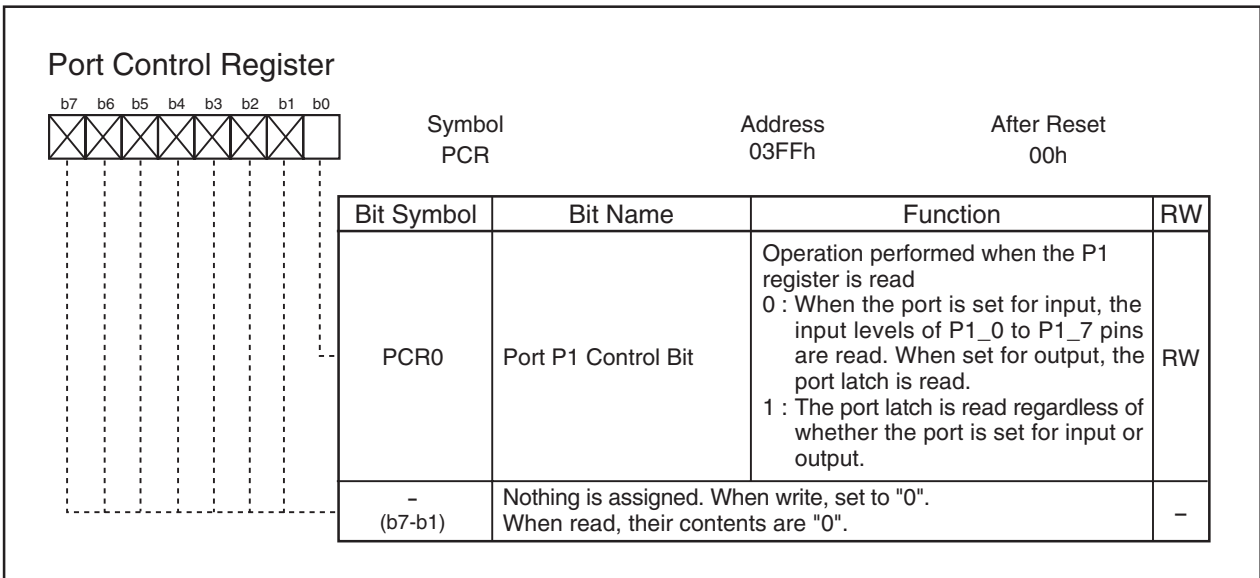 Port Control Register
b7 b6 b5 b4 b3 b2 b1 b0
Symbol Address After Reset
PCR 03FFh 00h
Bit Symbol Bit Name Function RW
Operation performed when the P1
register is read
0 : When the port is set for input, the
input levels of P1_0 to P1_7 pins
PCR0 Port P1 Control Bit are read. When set for output, the RW
port latch is read.
1 : The port latch is read regardless of
whether the port is set for input or
output.
– Nothing is assigned. When write, set to "0". –
(b7-b1) When read, their contents are "0".